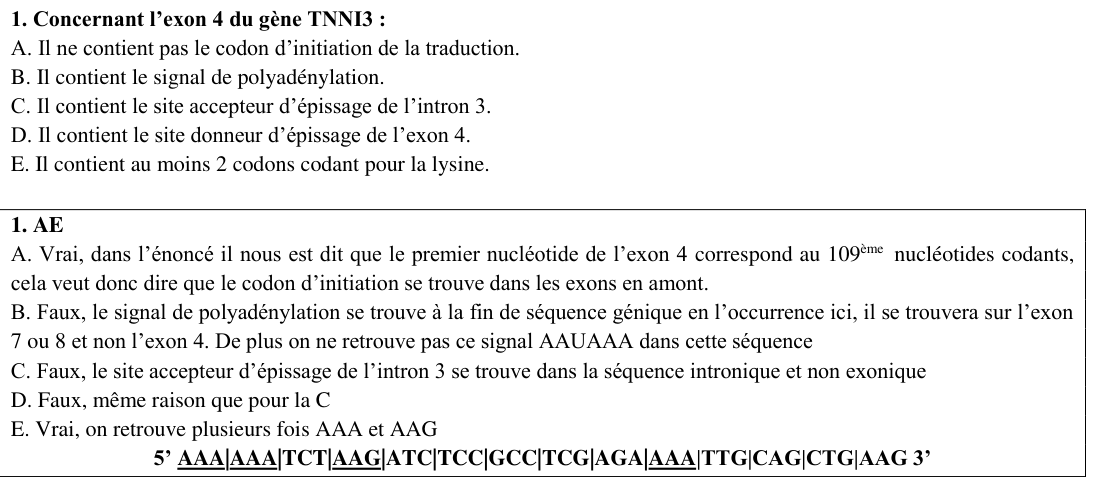 1. Concernant l’exon 4 du gène TNNI3 :
A. Il ne contient pas le codon d’initiation de la traduction.
B. Il contient le signal de polyadénylation.
C. Il contient le site accepteur d’épissage de l’intron 3.
D. Il contient le site donneur d’épissage de l’exon 4.
E. Il contient au moins 2 codons codant pour la lysine.
1. AE
A. Vrai, dans l’énoncé il nous est dit que le premier nucléotide de l’exon 4 correspond au 109ème nucléotides codants,
cela veut donc dire que le codon d’initiation se trouve dans les exons en amont.
B. Faux, le signal de polyadénylation se trouve à la fin de séquence génique en l’occurrence ici, il se trouvera sur l’exon
7 ou 8 et non l’exon 4. De plus on ne retrouve pas ce signal AAUAAA dans cette séquence
C. Faux, le site accepteur d’épissage de l’intron 3 se trouve dans la séquence intronique et non exonique
D. Faux, même raison que pour la C
E. Vrai, on retrouve plusieurs fois AAA et AAG
5’ AAA|AAA|TCT|AAG|ATC|TCC|GCC|TCG|AGA|AAA|TTG|CAG|CTG|AAG 3’